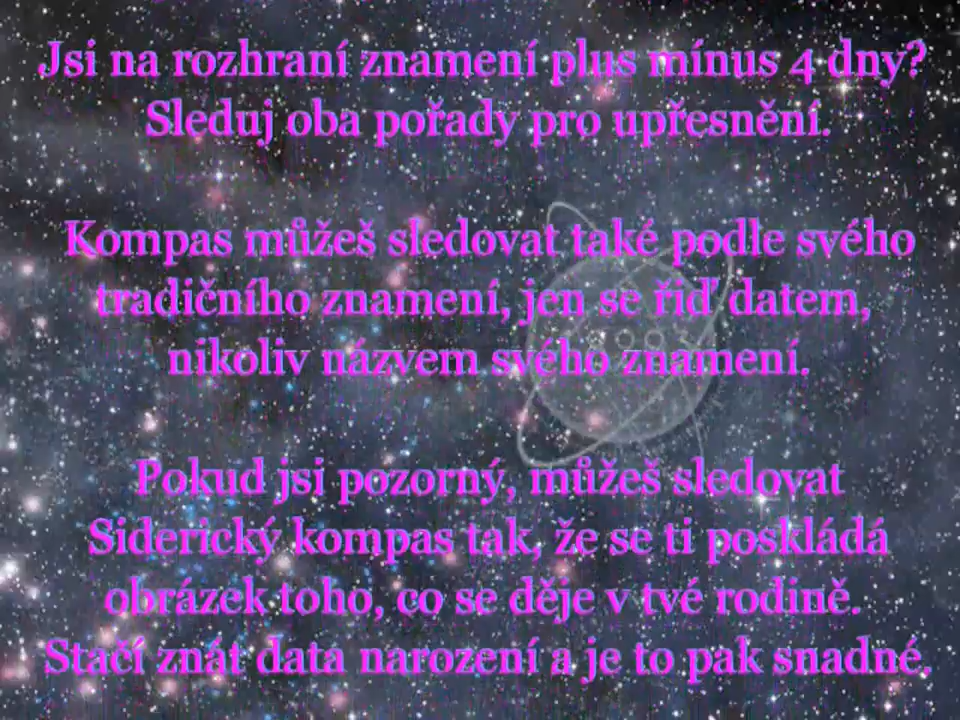 Jsi na rozhraní znamení plus mínus 4 dny?
Sleduj oba pořady pro upřesnění.
Kompas můžeš sledovat také podle svého
tradičního znamení, jen se řiď datem,
nikoliv názvem svého znamení.
Pokud jsi pozorný, můžeš sledovat
Siderický kompas tak, že se ti poskládá
obrázek toho, co se děje v tvé rodině.
Stačí znát data narození a je to pak snadné.